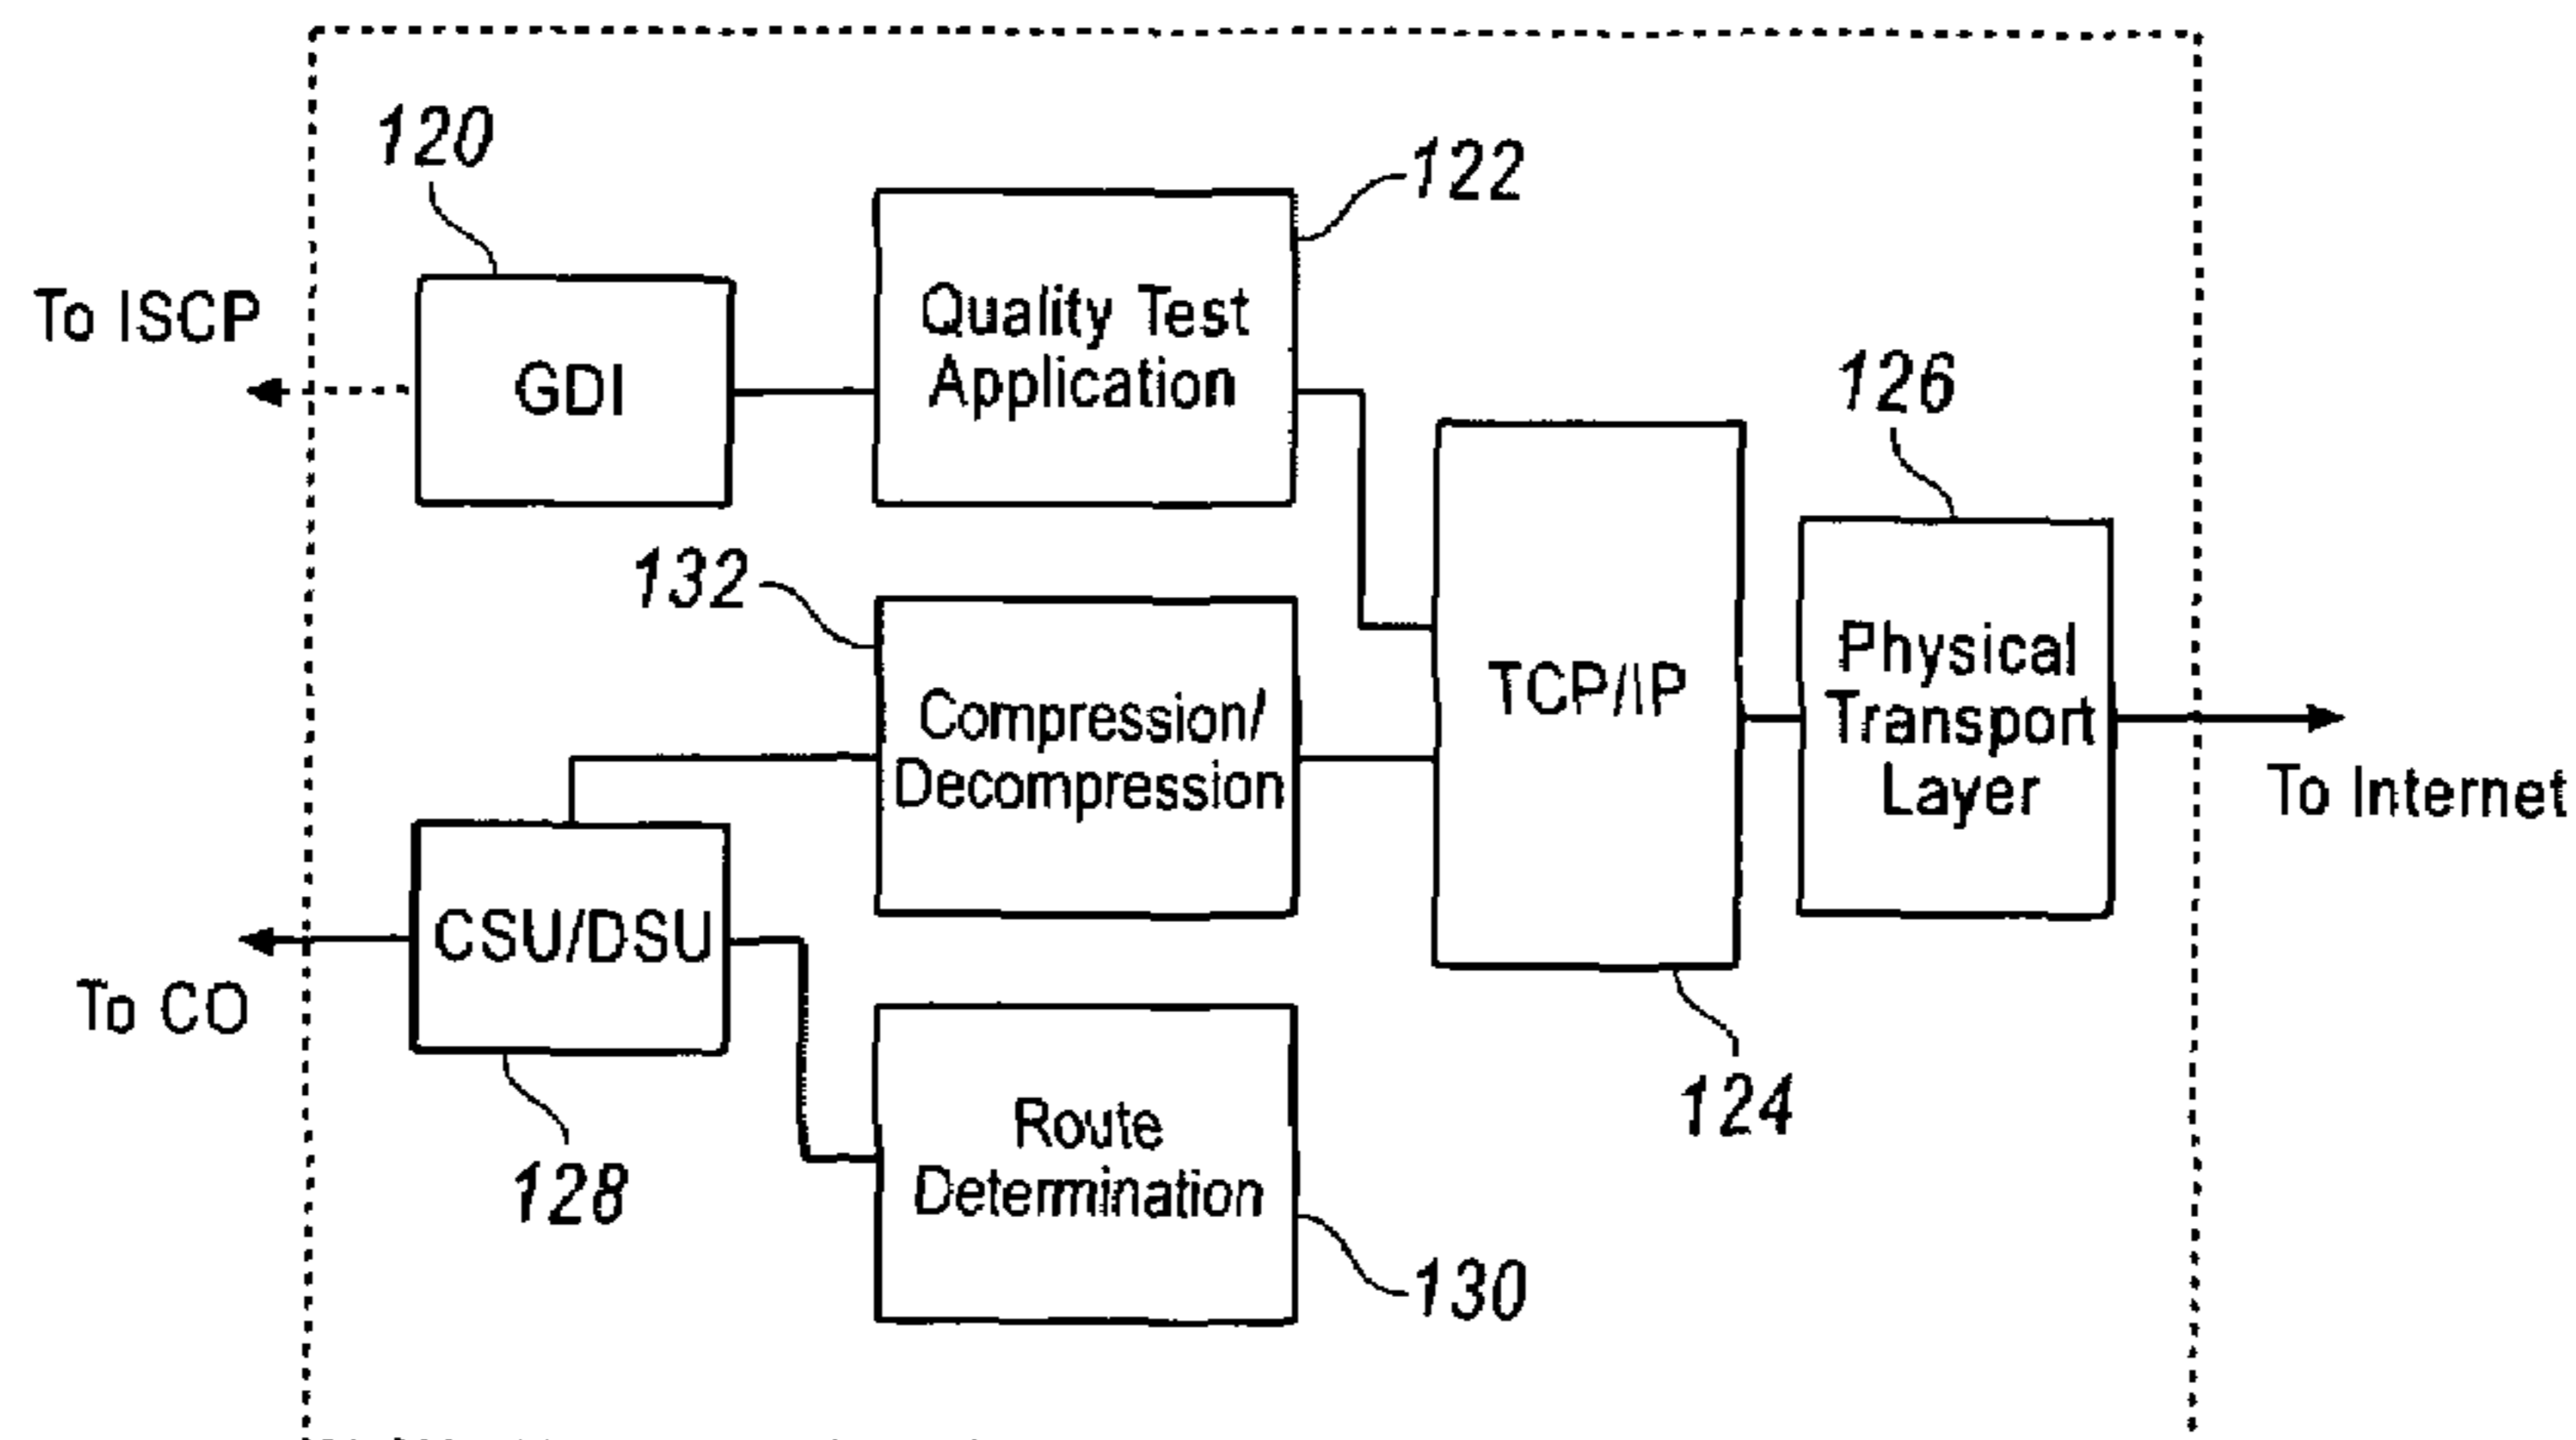 120
122
To ISCP
GDI
Quality Test
Application
126
132
Compression/
Decompression
TCP/IP
Physical
Transport
Layer
To Internet
CSU/DSU
To CO
128
Route
Determination
124
130